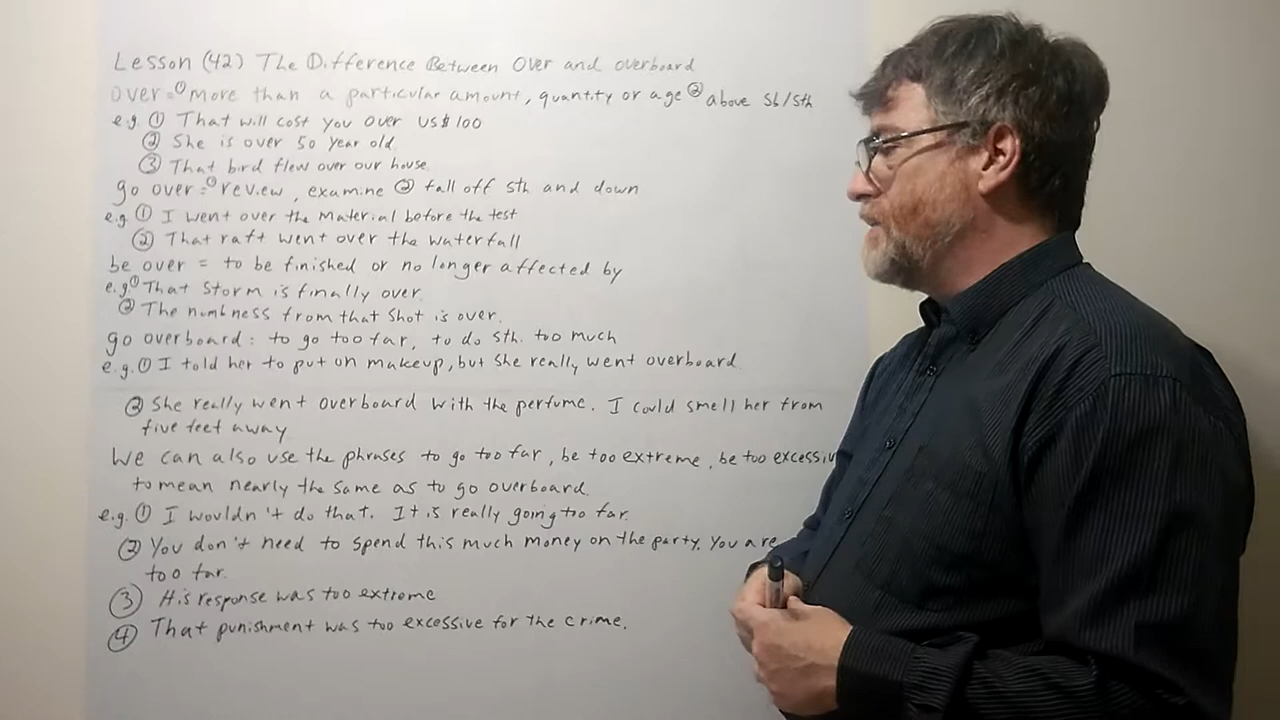 Lesson (42) The Difference Between Over and overboard
over = ① more than a particular amount, quantity or age ② above sb/sth
e.g. ① That will cost you over US$100
② She is over 50 year old.
③ That bird flew over our house.
go over = ① review, examine ② fall off sth and down
e.g. ① I went over the material before the test
② That raft went over the waterfall
be over = to be finished or no longer affected by
e.g. ① That storm is finally over.
② The numbness from that shot is over.
go overboard: to go too far, to do sth. too much
e.g. ① I told her to put on makeup, but she really went overboard.
② She really went overboard with the perfume. I could smell her from
five feet away
We can also use the phrases to go too far, be too extreme, be too excessiv
to mean nearly the same as to go overboard.
e.g. ① I wouldn't do that. It is really going too far.
② You don't need to spend this much money on the party. You are
too far.
③ His response was too extreme
④ That punishment was too excessive for the crime.